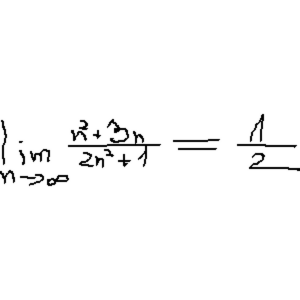 lim n→∞ (n²+3n)/(2n²+1) = 1/2